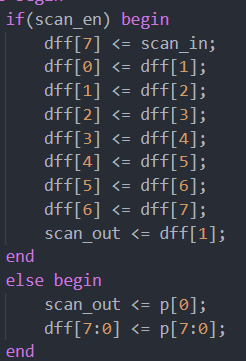 if(scan_en) begin
dff[7] <= scan_in;
dff[0] <= dff[1];
dff[1] <= dff[2];
dff[2] <= dff[3];
dff[3] <= dff[4];
dff[4] <= dff[5];
dff[5] <= dff[6];
dff[6] <= dff[7];
scan_out <= dff[1];
end
else begin
scan_out <= p[0];
dff[7:0] <= p[7:0];
end